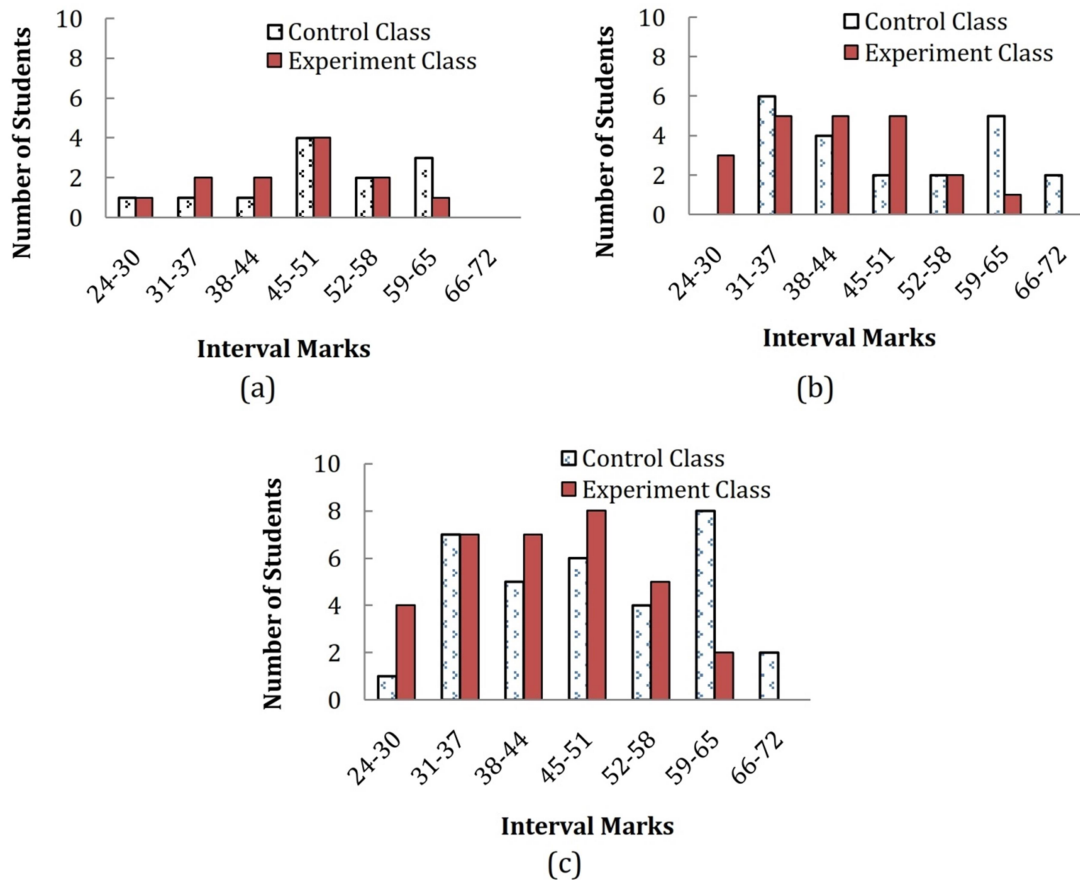 10
8
6
4
2
0
Number of Students
Control Class
Experiment Class
24-30
31-37
38-44
45-51
52-58
59-65
66-72
Interval Marks
(a)
10
8
6
4
2
0
Number of Students
Control Class
Experiment Class
24-30
31-37
38-44
45-51
52-58
59-65
66-72
Interval Marks
(b)
10
8
6
4
2
0
Number of Students
Control Class
Experiment Class
24-30
31-37
38-44
45-51
52-58
59-65
66-72
Interval Marks
(c)